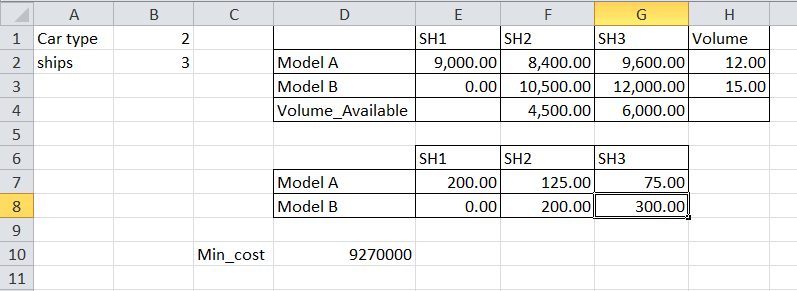 A B C D E F G H
1 Car type 2 SH1 SH2 SH3 Volume
2 ships 3 Model A 9,000.00 8,400.00 9,600.00 12.00
3 Model B 0.00 10,500.00 12,000.00 15.00
4 Volume_Available 4,500.00 6,000.00
5
6 SH1 SH2 SH3
7 Model A 200.00 125.00 75.00
8 Model B 0.00 200.00 300.00
9
10 Min_cost 9270000
11